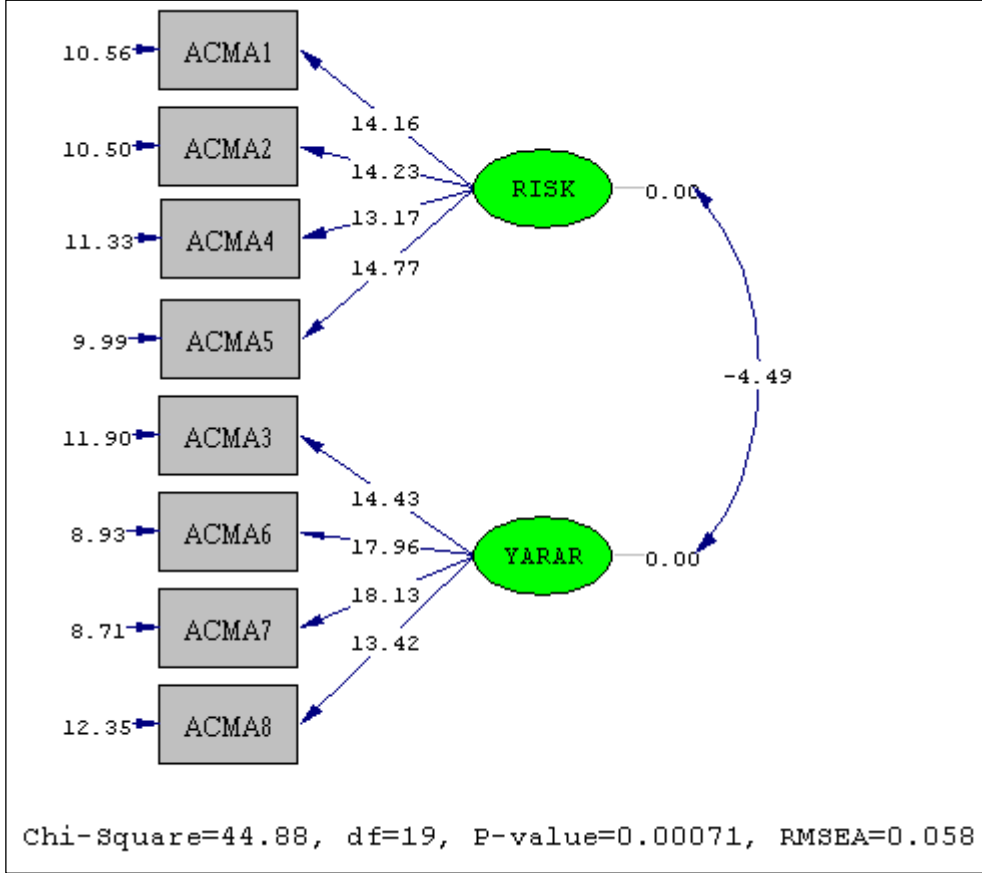 10.56 ACMA1
14.16
10.50 ACMA2
14.23
RISK 0.00
13.17
11.33 ACMA4
14.77
9.99 ACMA5
-4.49
11.90 ACMA3
14.43
8.93 ACMA6
17.96
YARAR 0.00
18.13
8.71 ACMA7
13.42
12.35 ACMA8
Chi-Square=44.88, df=19, P-value=0.00071, RMSEA=0.058